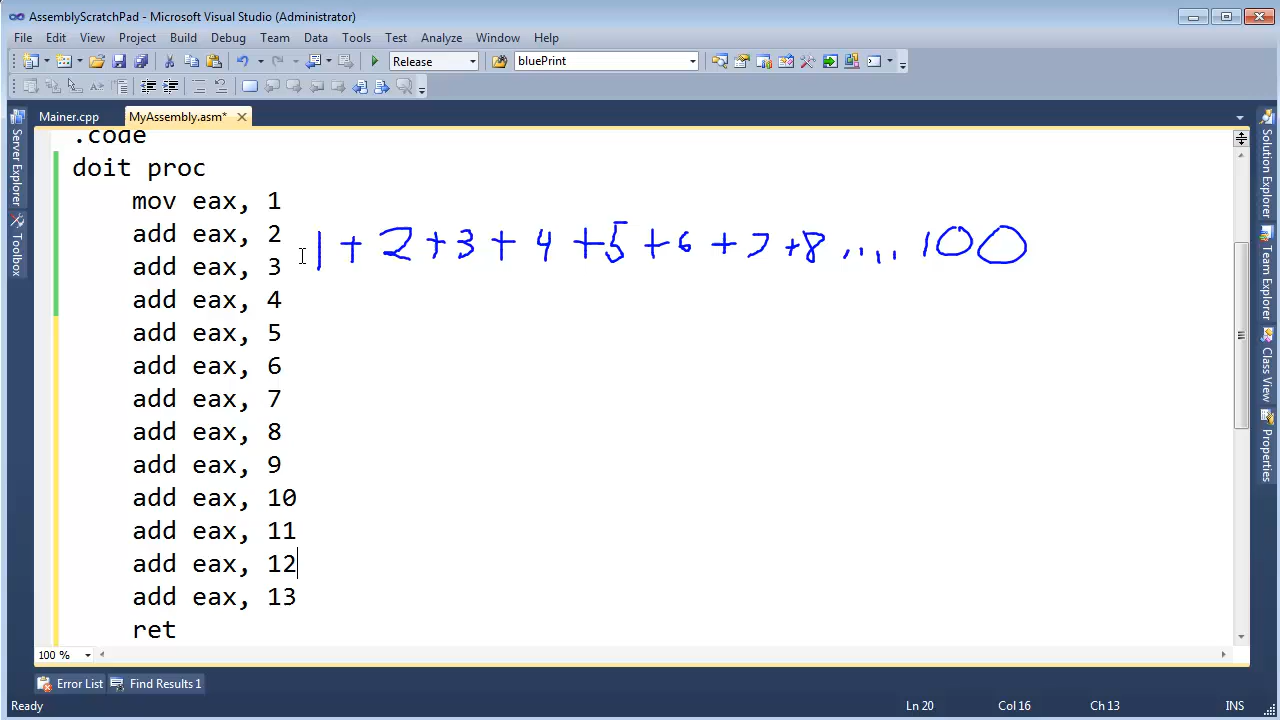 AssemblyScratchPad - Microsoft Visual Studio (Administrator)
File Edit View Project Build Debug Team Data Tools Test Analyze Window Help
Release bluePrint
Mainer.cpp MyAssembly.asm*
.code
doit proc
mov eax, 1
add eax, 2
1 + 2 + 3 + 4 + 5 + 6 + 7 + 8 .... 100
add eax, 3
add eax, 4
add eax, 5
add eax, 6
add eax, 7
add eax, 8
add eax, 9
add eax, 10
add eax, 11
add eax, 12
add eax, 13
ret
100 %
Server Explorer
Toolbox
Solution Explorer
Team Explorer
Class View
Properties
Error List Find Results 1
Ready Ln 20 Col 16 Ch 13 INS